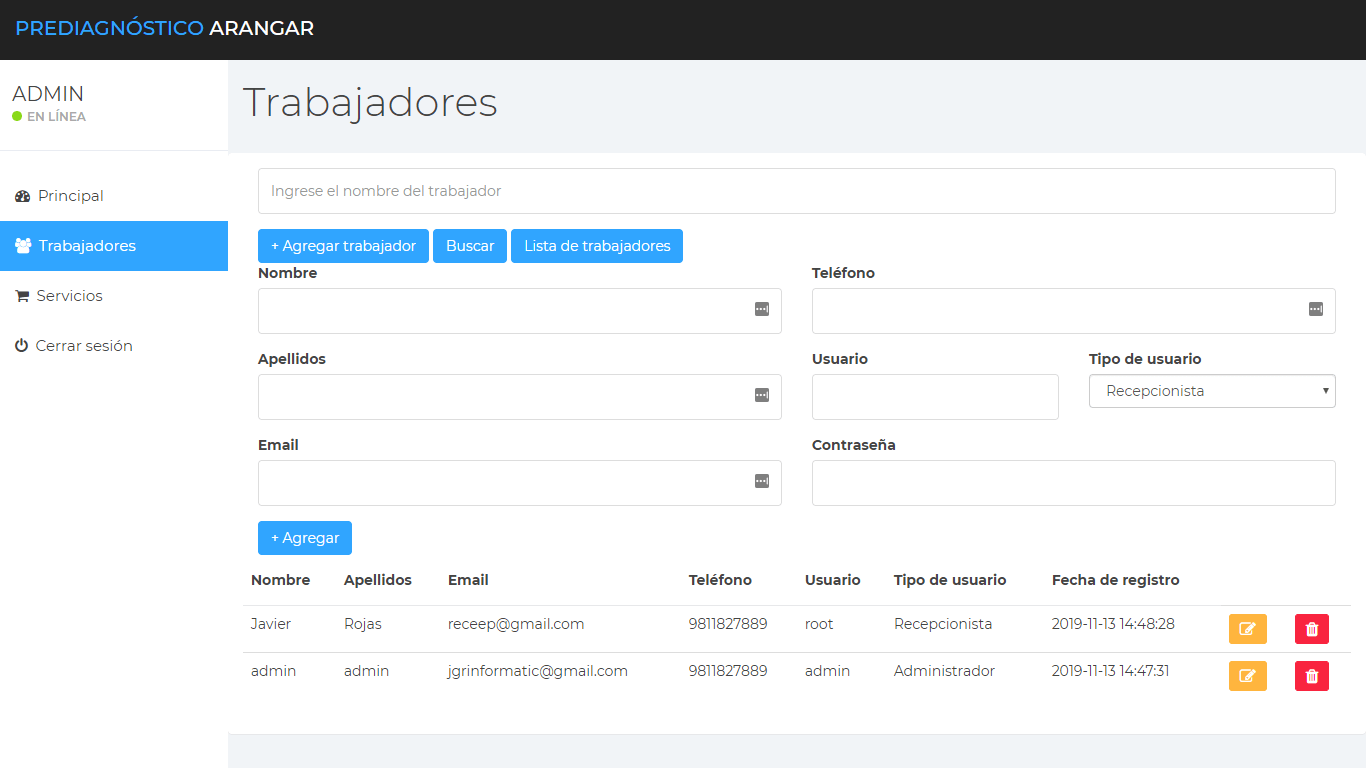 PREDIAGNÓSTICO ARANGAR
ADMIN
EN LÍNEA
Principal
Trabajadores
Servicios
Cerrar sesión
Trabajadores
Ingrese el nombre del trabajador
+ Agregar trabajador Buscar Lista de trabajadores
Nombre Teléfono
Apellidos Usuario Tipo de usuario
Recepcionista
Email Contraseña
+ Agregar
Nombre Apellidos Email Teléfono Usuario Tipo de usuario Fecha de registro
Javier Rojas receep@gmail.com 9811827889 root Recepcionista 2019-11-13 14:48:28
admin admin jgrinformatic@gmail.com 9811827889 admin Administrador 2019-11-13 14:47:31